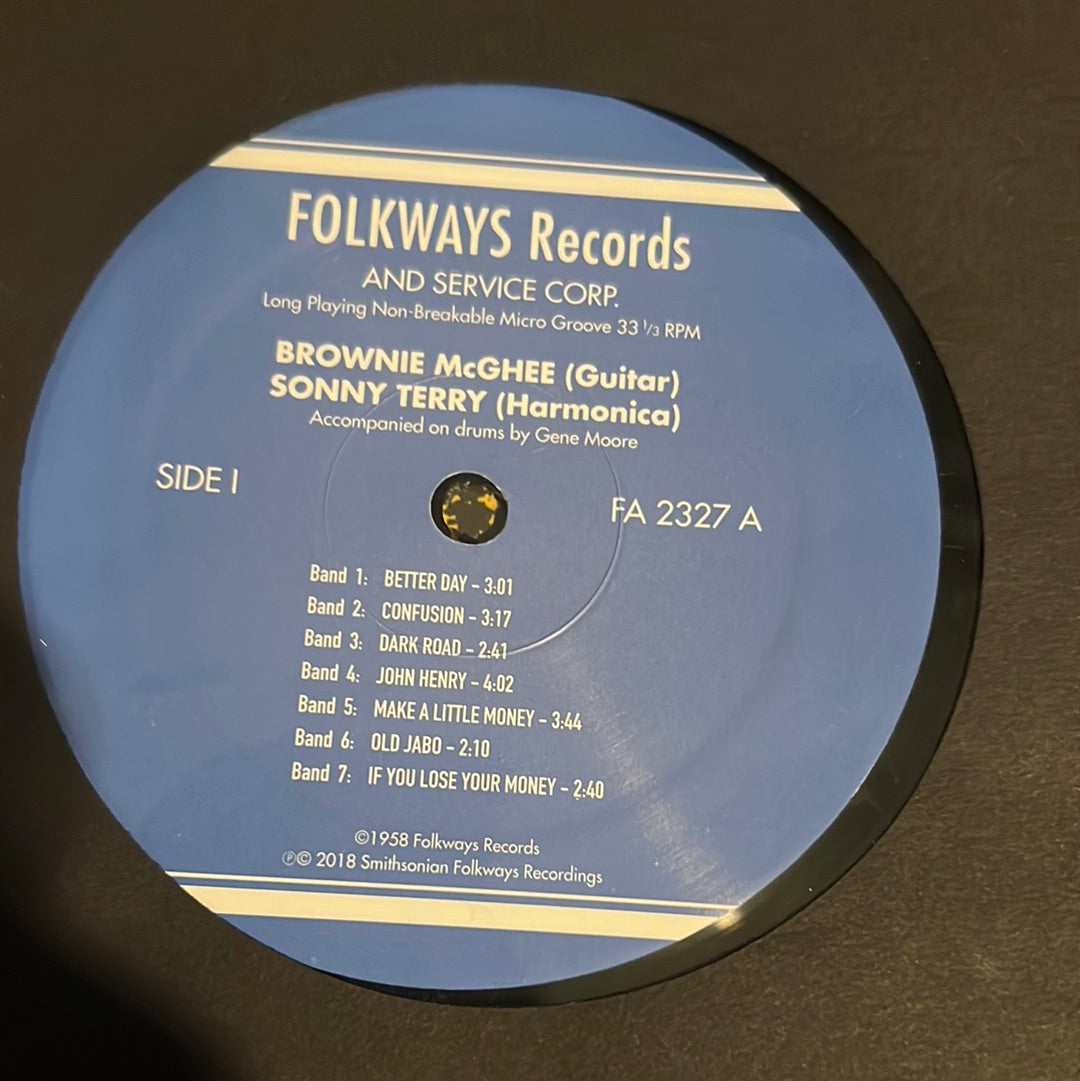 FOLKWAYS Records
AND SERVICE CORP.
Long Playing Non-Breakable Micro Groove 33 ⅓ RPM
BROWNIE McGHEE (Guitar)
SONNY TERRY (Harmonica)
Accompanied on drums by Gene Moore
SIDE I
FA 2327 A
Band 1: BETTER DAY – 3:01
Band 2: CONFUSION – 3:17
Band 3: DARK ROAD – 2:41
Band 4: JOHN HENRY – 4:02
Band 5: MAKE A LITTLE MONEY – 3:44
Band 6: OLD JABO – 2:10
Band 7: IF YOU LOSE YOUR MONEY – 2:40
©1958 Folkways Records
℗© 2018 Smithsonian Folkways Recordings